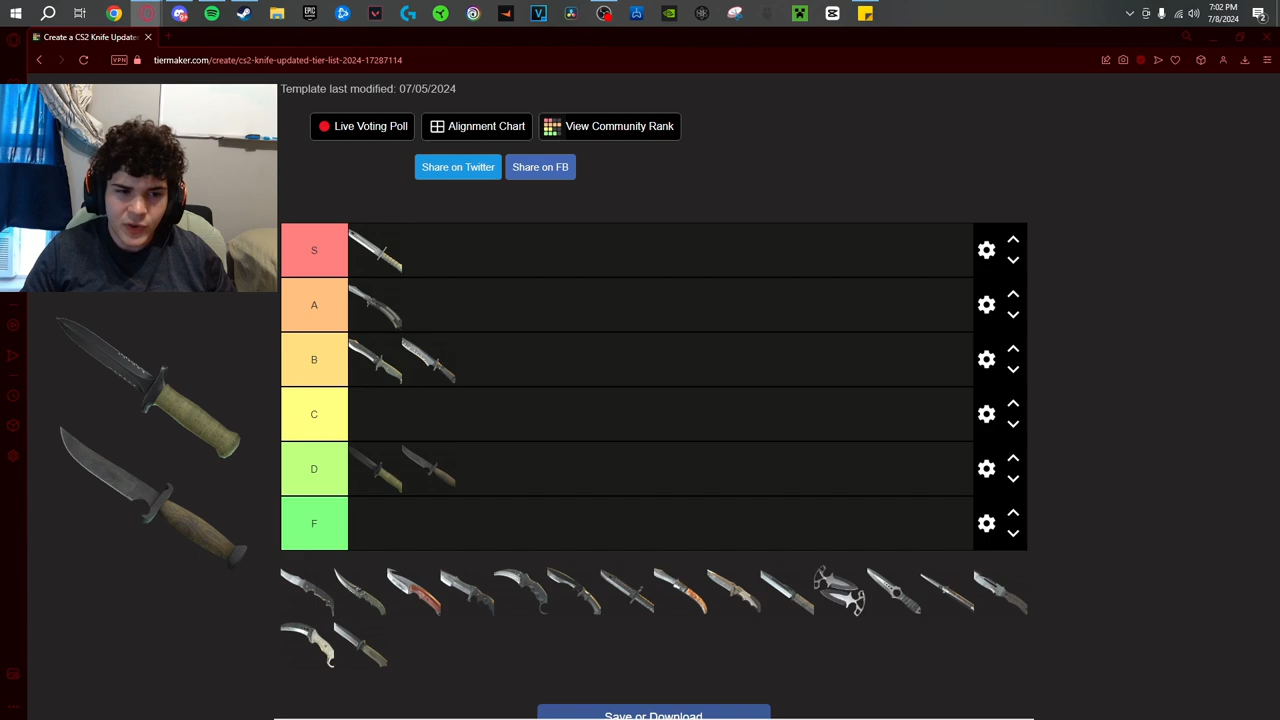 7:02 PM
7/8/2024
2
Create a CS2 Knife Update
VPN
tiermaker.com/create/cs2-knife-updated-tier-list-2024-17287114
Template last modified: 07/05/2024
Live Voting Poll
Alignment Chart
View Community Rank
Share on Twitter
Share on FB
S
A
B
C
D
F
Save or Download